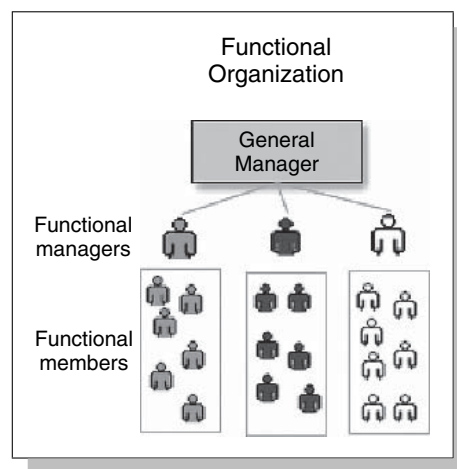 Functional
Organization
General
Manager
Functional
managers
Functional
members